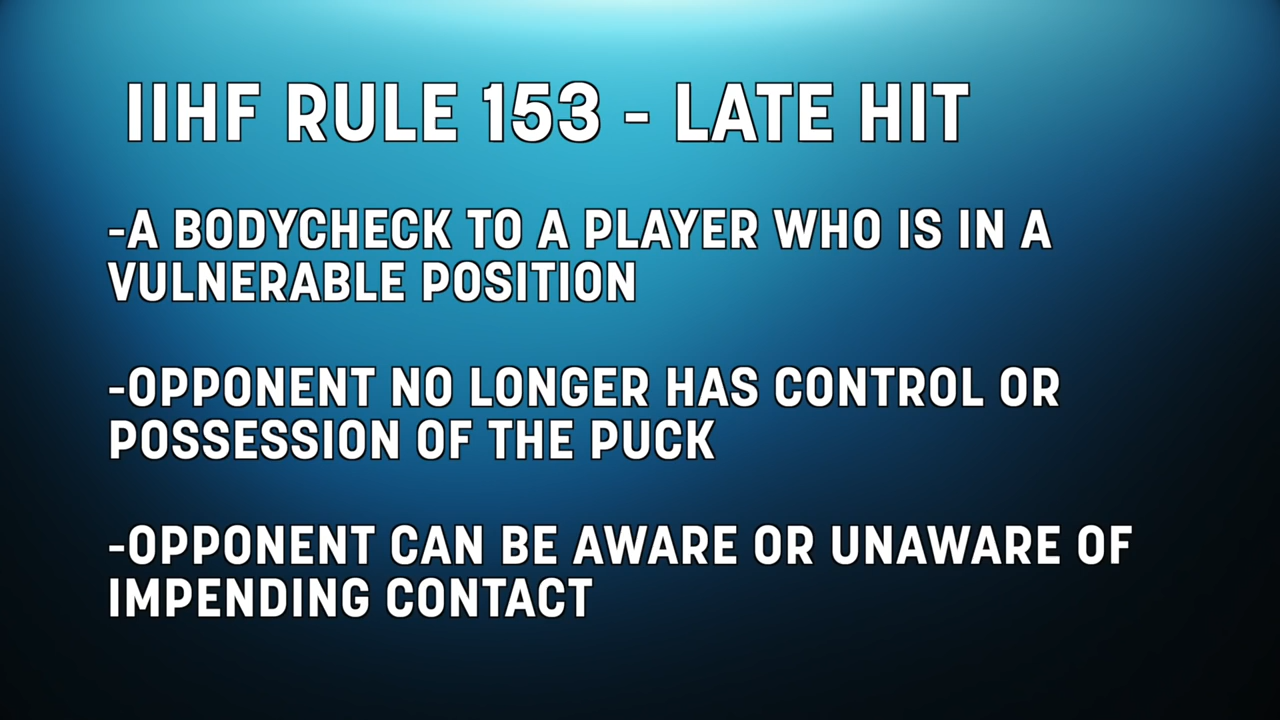 IIHF RULE 153 - LATE HIT
-A BODYCHECK TO A PLAYER WHO IS IN A
VULNERABLE POSITION
-OPPONENT NO LONGER HAS CONTROL OR
POSSESSION OF THE PUCK
-OPPONENT CAN BE AWARE OR UNAWARE OF
IMPENDING CONTACT